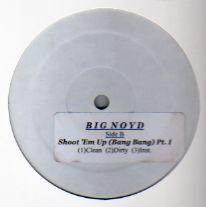 BIG NOYD
Side B
Shoot 'Em Up (Bang Bang) Pt. 1
(1)Clean (2)Dirty (3)Inst.